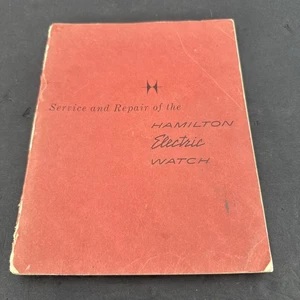 Service and Repair of the
HAMILTON
Electric
WATCH